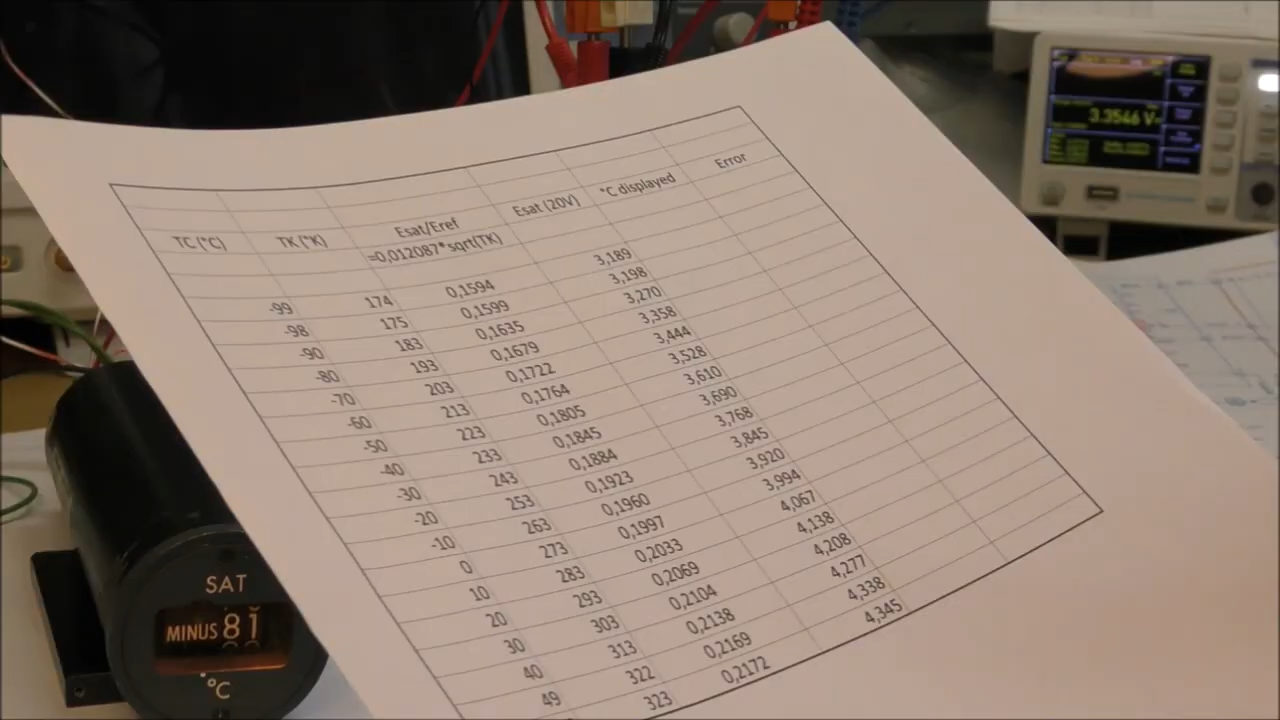 TC (°C) TK (°K) Esat/Eref =0,012087*sqrt(TK) Esat (20V) °C displayed Error
-99 174 0,1594 3,189
-98 175 0,1599 3,198
-90 183 0,1635 3,270
-80 193 0,1679 3,358
-70 203 0,1722 3,444
-60 213 0,1764 3,528
-50 223 0,1805 3,610
-40 233 0,1845 3,690
-30 243 0,1884 3,768
-20 253 0,1923 3,845
-10 263 0,1960 3,920
0 273 0,1997 3,994
10 283 0,2033 4,067
20 293 0,2069 4,138
30 303 0,2104 4,208
40 313 0,2138 4,277
49 322 0,2169 4,338
323 0,2172 4,345
SAT
MINUS 81
°C
3.3546 V